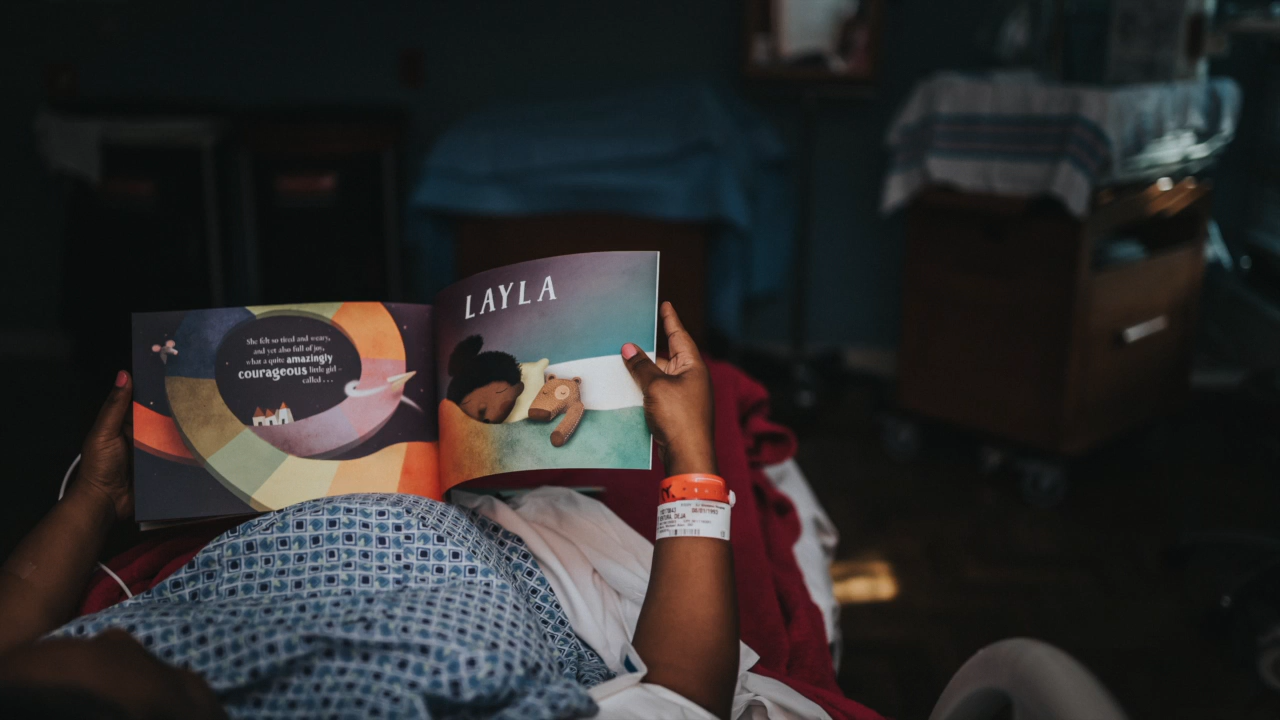 She felt so tired and weary,
and yet also full of joy,
what a quite amazingly
courageous little girl –
called . . .
LAYLA